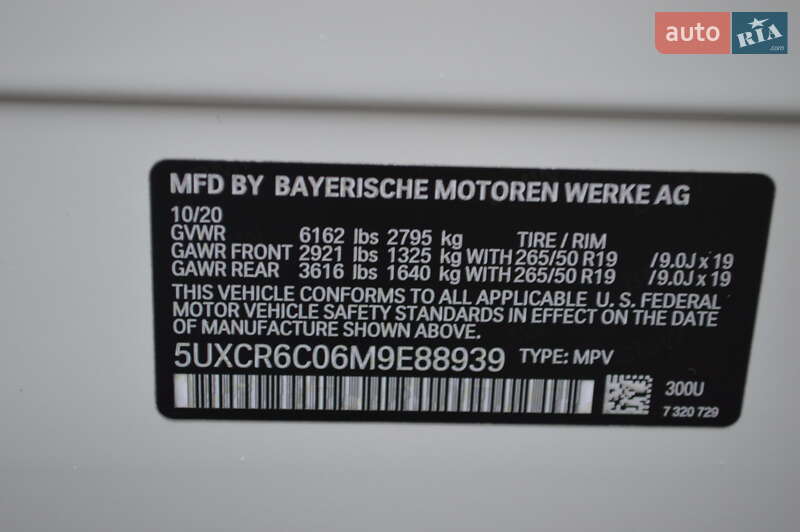 auto RIA .com
MFD BY BAYERISCHE MOTOREN WERKE AG
10/20
GVWR 6162 lbs 2795 kg TIRE / RIM
GAWR FRONT 2921 lbs 1325 kg WITH 265/50 R19 /9.0J x 19
GAWR REAR 3616 lbs 1640 kg WITH 265/50 R19 /9.0J x 19
THIS VEHICLE CONFORMS TO ALL APPLICABLE U. S. FEDERAL
MOTOR VEHICLE SAFETY STANDARDS IN EFFECT ON THE DATE
OF MANUFACTURE SHOWN ABOVE.
5UXCR6C06M9E88939 TYPE: MPV
300U
7 320 729